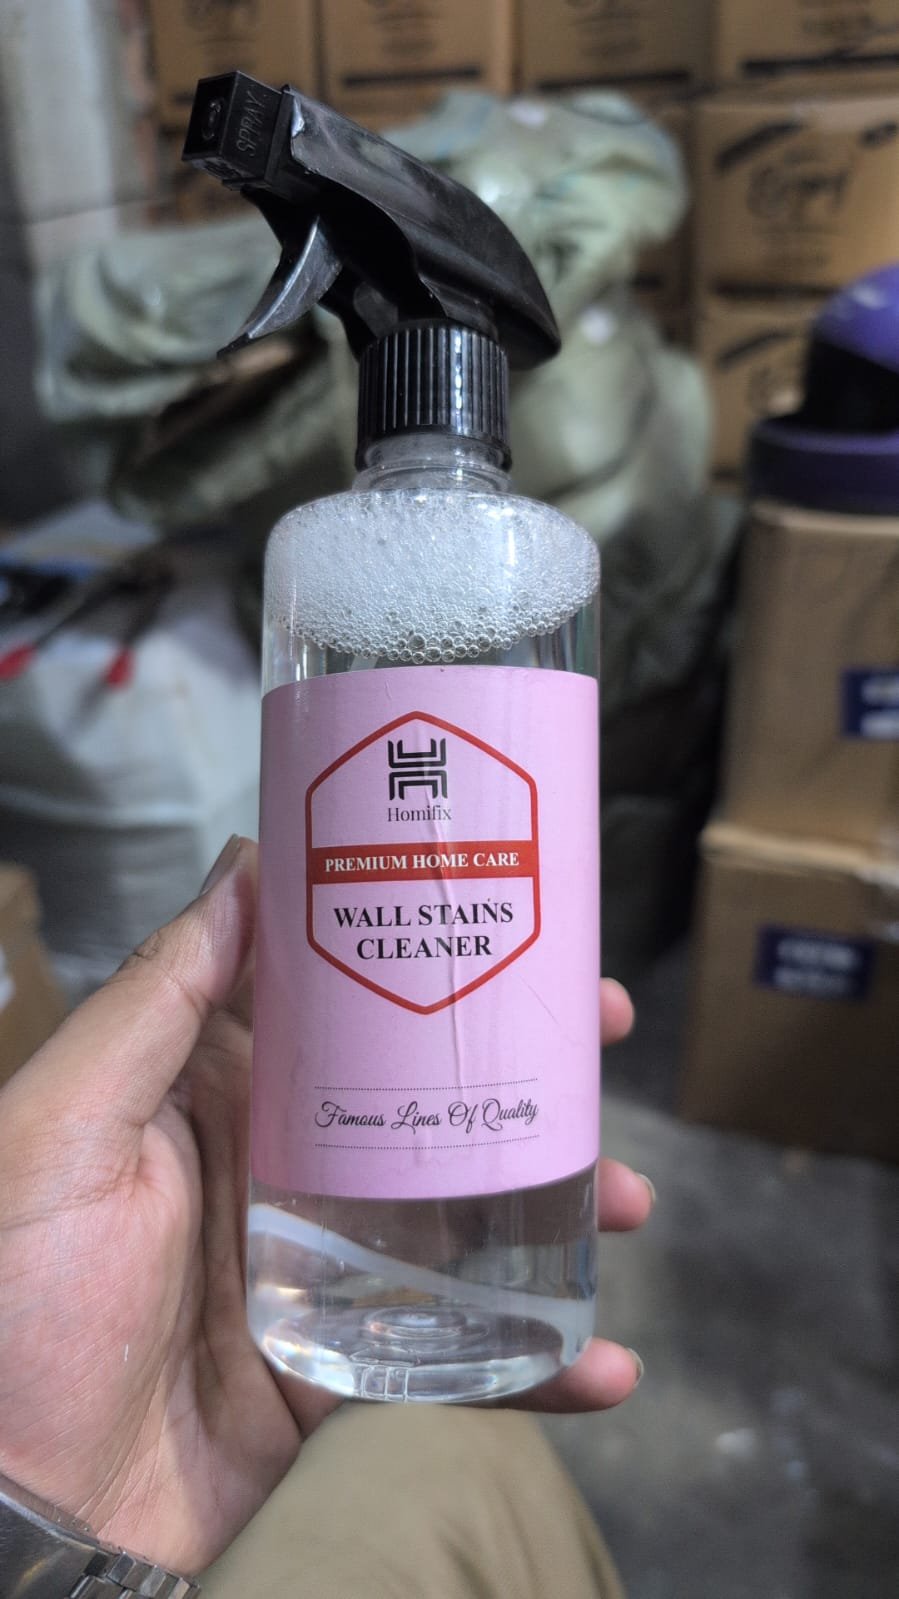 SPRAY
Homifix
PREMIUM HOME CARE
WALL STAINS
CLEANER
Famous Lines Of Quality